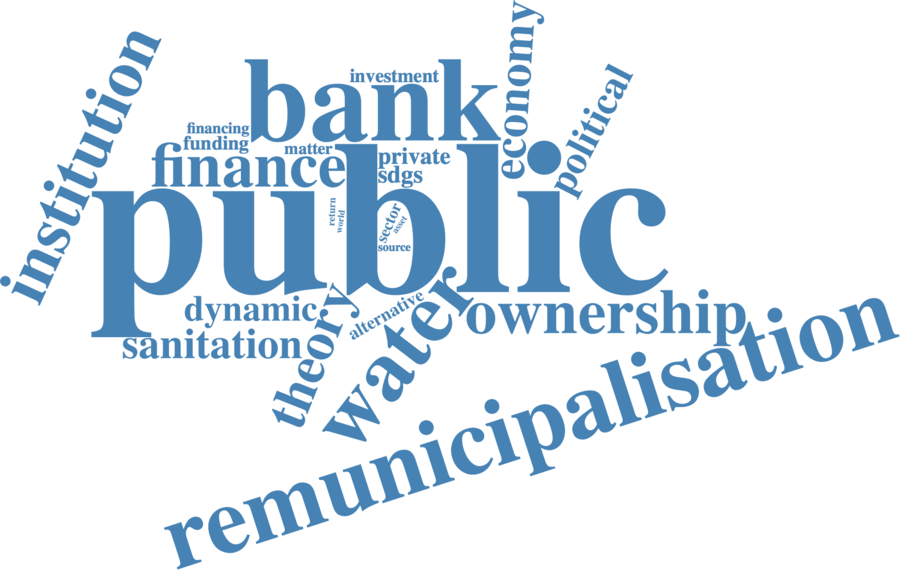 institution
bank
investment
economy
political
financing
funding
matter
finance
private
sdgs
public
return
world
sector
asset
source
dynamic
theory
alternative
water
ownership
sanitation
remunicipalisation